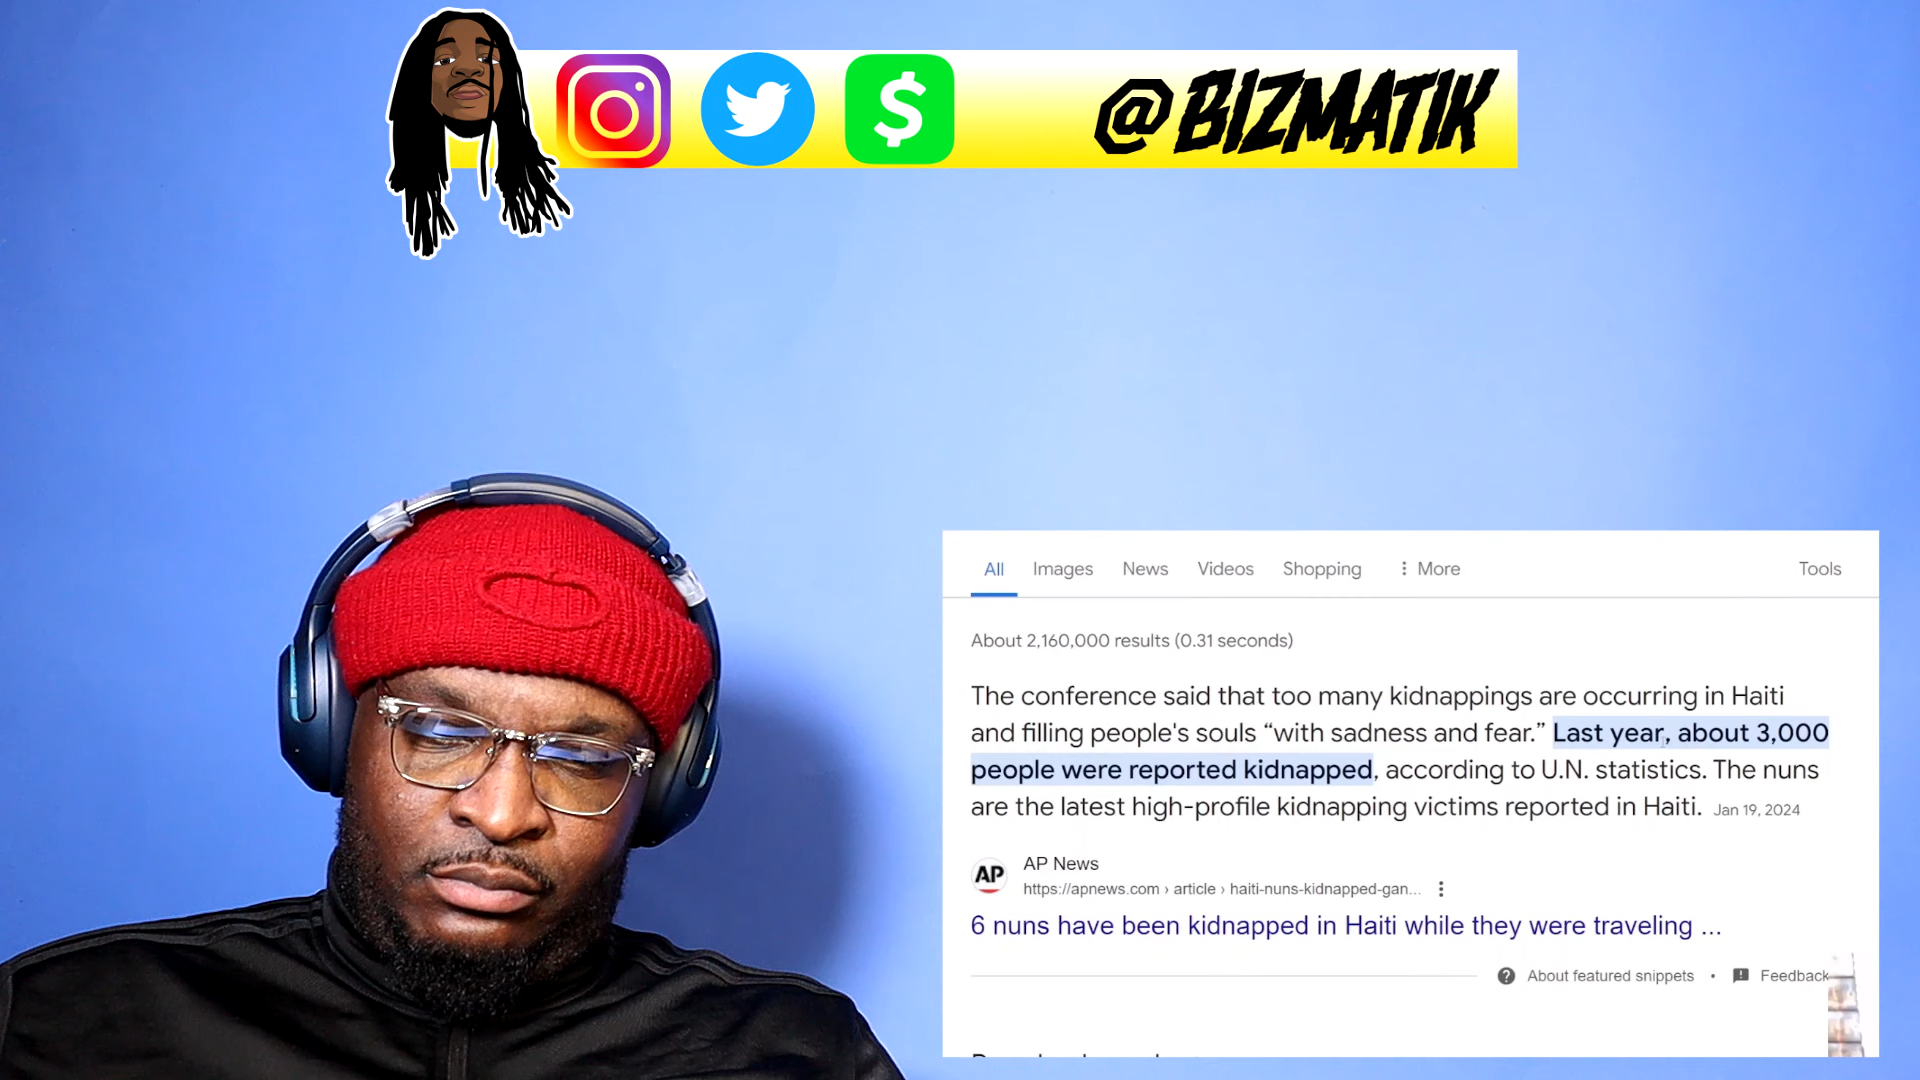 @BIZMATIK
All Images News Videos Shopping More Tools
About 2,160,000 results (0.31 seconds)
The conference said that too many kidnappings are occurring in Haiti
and filling people's souls “with sadness and fear.” Last year, about 3,000
people were reported kidnapped, according to U.N. statistics. The nuns
are the latest high-profile kidnapping victims reported in Haiti. Jan 19, 2024
AP
AP News
https://apnews.com › article › haiti-nuns-kidnapped-gan...
6 nuns have been kidnapped in Haiti while they were traveling ...
About featured snippets • Feedback